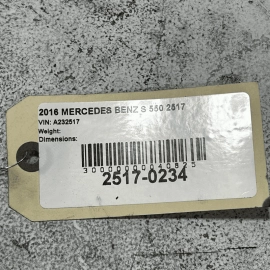 2016 MERCEDES BENZ S 550 2517
VIN: A232517
Weight:
Dimensions:
3000000040825
2517-0234